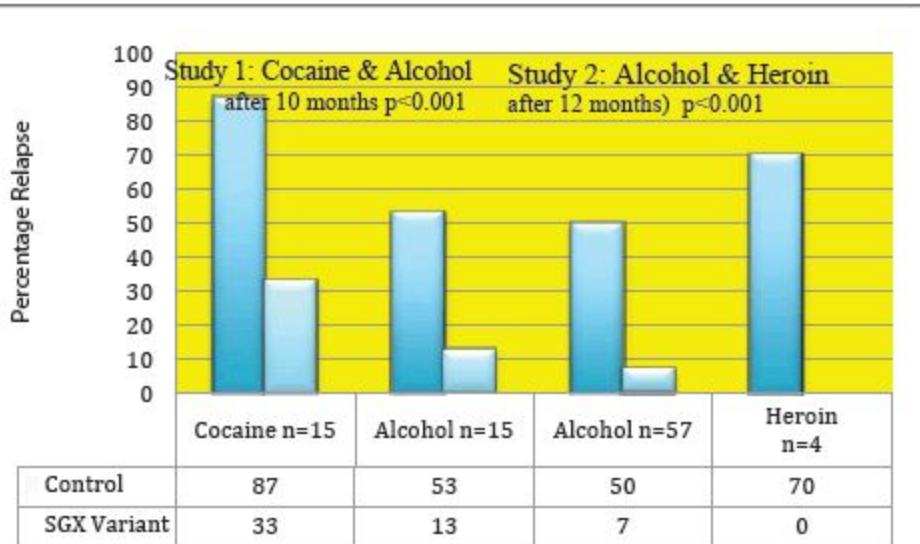 Study 1: Cocaine & Alcohol
after 10 months p<0.001
Study 2: Alcohol & Heroin
after 12 months) p<0.001
Percentage Relapse
100
90
80
70
60
50
40
30
20
10
0
Cocaine n=15 Alcohol n=15 Alcohol n=57 Heroin
n=4
Control 87 53 50 70
SGX Variant 33 13 7 0